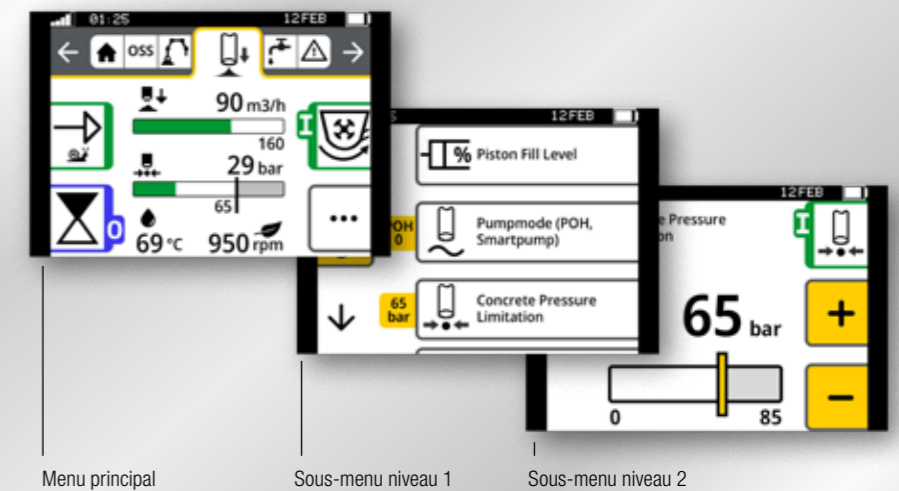 01:25 12FEB
OSS
90 m3/h
160
29 bar
65
69 °C 950 rpm
I
O
...
12FEB
% Piston Fill Level
POH
0
Pumpmode (POH,
Smartpump)
65
bar
Concrete Pressure
Limitation
12FEB
Pressure
I
65 bar
+
0 85
−
Menu principal Sous-menu niveau 1 Sous-menu niveau 2